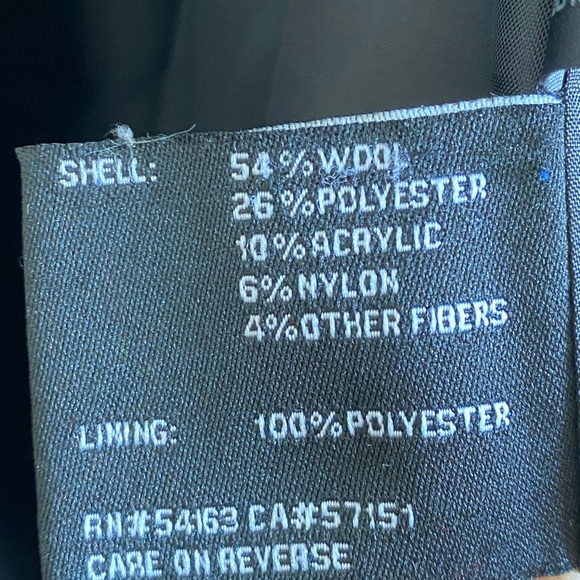 SHELL: 54% WOOL
26%POLYESTER
10%ACRYLIC
6%NYLON
4%OTHER FIBERS
LINING: 100%POLYESTER
RN#54163 CA#57151
CARE ON REVERSE